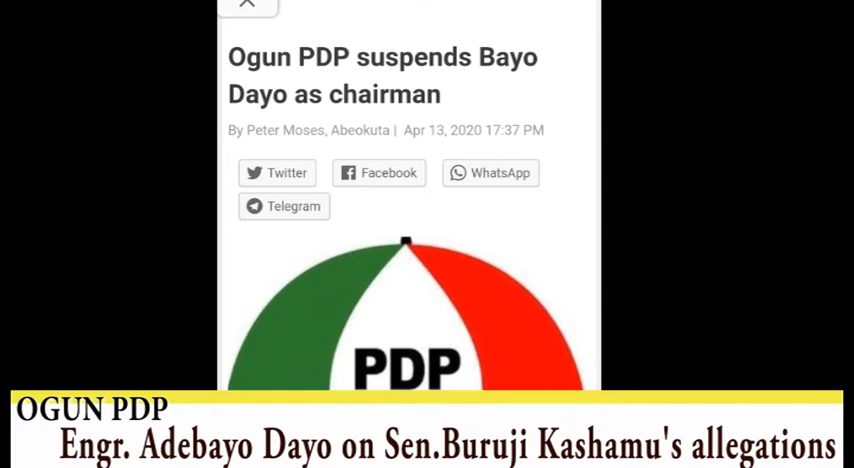 Ogun PDP suspends Bayo
Dayo as chairman
By Peter Moses, Abeokuta | Apr 13, 2020 17:37 PM
Twitter Facebook WhatsApp
Telegram
PDP
OGUN PDP
Engr. Adebayo Dayo on Sen.Buruji Kashamu's allegations